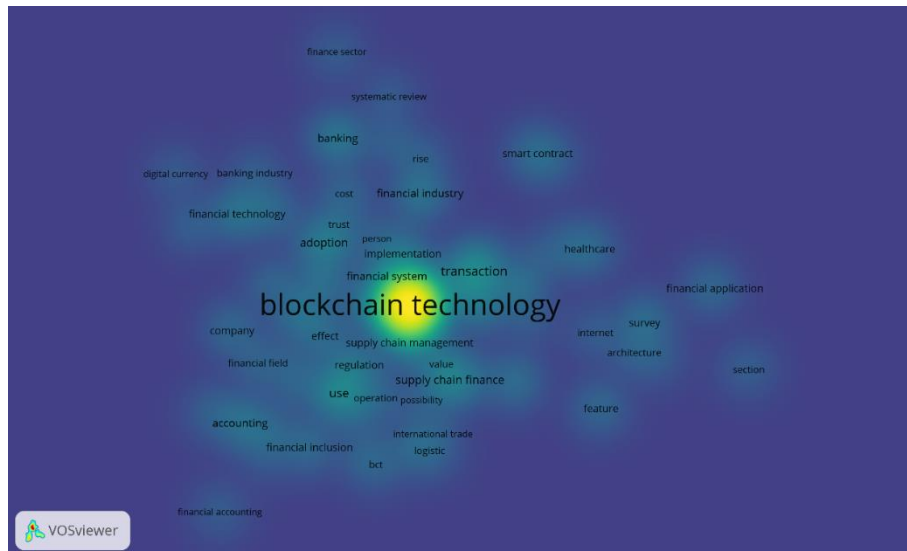 finance sector
systematic review
banking
smart contract
rise
digital currency
banking industry
cost
financial industry
financial technology
trust
adoption
person
implementation
healthcare
financial system
transaction
financial application
blockchain technology
company
effect
supply chain management
internet
survey
architecture
financial field
regulation
value
section
supply chain finance
use
operation
possibility
feature
accounting
international trade
financial inclusion
logistic
bct
financial accounting
VOSviewer